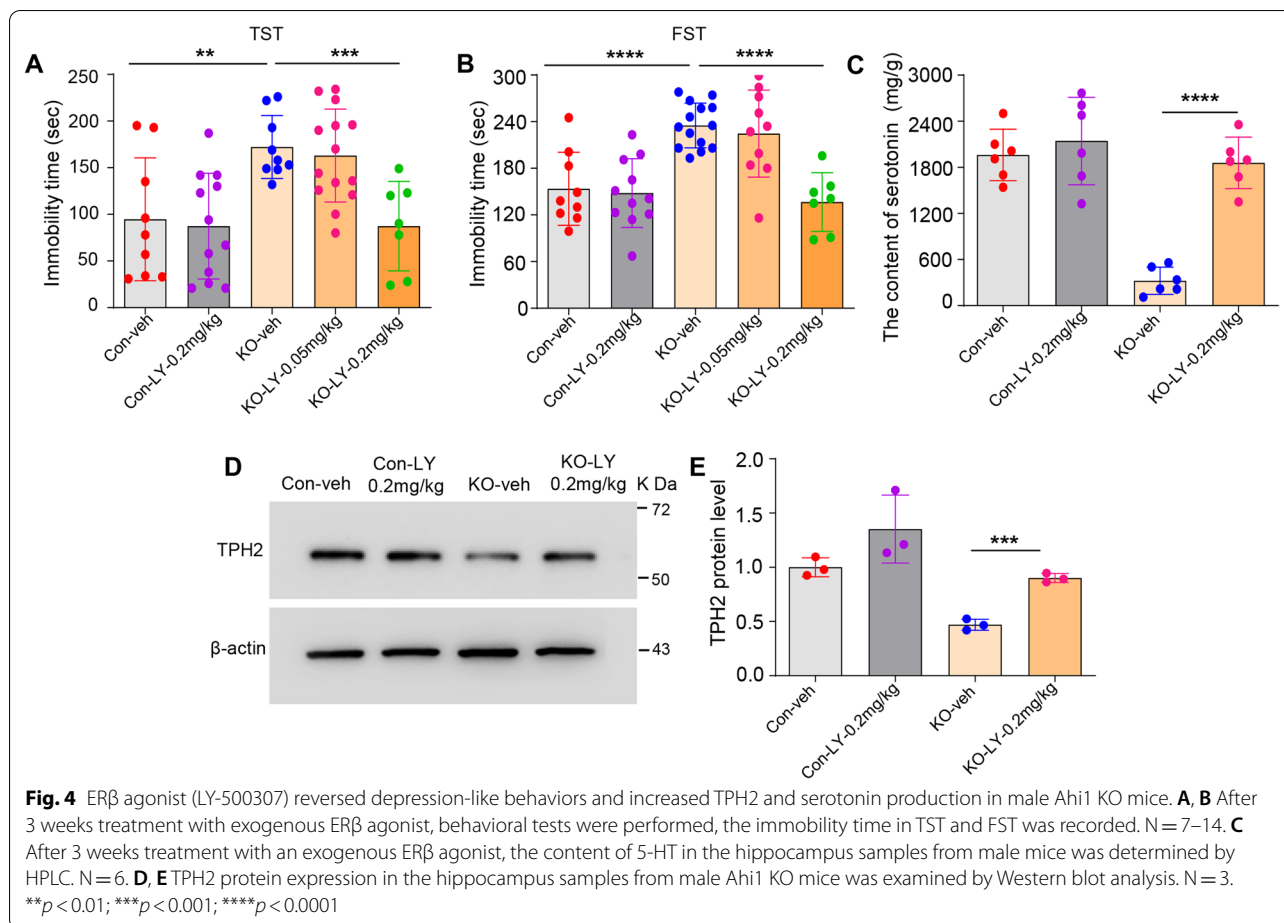 TST
FST
A
B
C
** ***
**** ****
****
Immobility time (sec)
250
200
150
100
50
0
Con-veh
Con-LY-0.2mg/kg
KO-veh
KO-LY-0.05mg/kg
KO-LY-0.2mg/kg
Immobility time (sec)
300
240
180
120
60
0
Con-veh
Con-LY-0.2mg/kg
KO-veh
KO-LY-0.05mg/kg
KO-LY-0.2mg/kg
The content of serotonin (mg/g)
3000
2400
1800
1200
600
0
Con-veh
Con-LY-0.2mg/kg
KO-veh
KO-LY-0.2mg/kg
D
Con-veh
Con-LY
0.2mg/kg
KO-veh
KO-LY
0.2mg/kg
K Da
72
TPH2
50
β-actin
43
E
TPH2 protein level
2.0
1.5
1.0
0.5
0.0
***
Con-veh
Con-LY-0.2mg/kg
KO-veh
KO-LY-0.2mg/kg
Fig. 4 ERβ agonist (LY-500307) reversed depression-like behaviors and increased TPH2 and serotonin production in male Ahi1 KO mice. A, B After
3 weeks treatment with exogenous ERβ agonist, behavioral tests were performed, the immobility time in TST and FST was recorded. N = 7–14. C
After 3 weeks treatment with an exogenous ERβ agonist, the content of 5-HT in the hippocampus samples from male mice was determined by
HPLC. N = 6. D, E TPH2 protein expression in the hippocampus samples from male Ahi1 KO mice was examined by Western blot analysis. N = 3.
**p < 0.01; ***p < 0.001; ****p < 0.0001